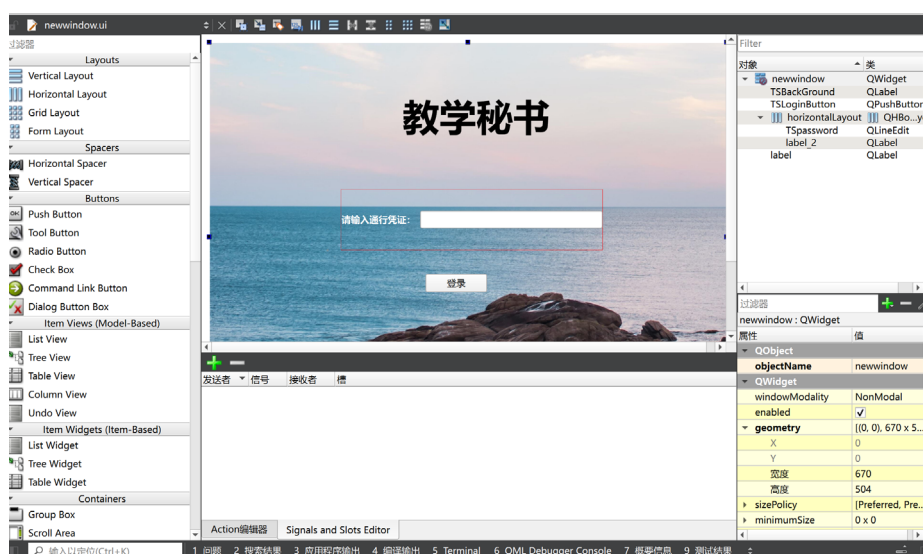 newwindow.ui
过滤器
Layouts
Vertical Layout
Horizontal Layout
Grid Layout
Form Layout
Spacers
Horizontal Spacer
Vertical Spacer
Buttons
Push Button
Tool Button
Radio Button
Check Box
Command Link Button
Dialog Button Box
Item Views (Model-Based)
List View
Tree View
Table View
Column View
Undo View
Item Widgets (Item-Based)
List Widget
Tree Widget
Table Widget
Containers
Group Box
Scroll Area
教学秘书
请输入通行凭证:
登录
发送者 信号 接收者 槽
Action编辑器 Signals and Slots Editor
Filter
对象 类
newwindow QWidget
TSBackGround QLabel
TSLoginButton QPushButton
horizontalLayout QHBo...y
TSpassword QLineEdit
label_2 QLabel
label QLabel
过滤器
newwindow : QWidget
属性 值
QObject
objectName newwindow
QWidget
windowModality NonModal
enabled
geometry [(0, 0), 670 x 5...
X 0
Y 0
宽度 670
高度 504
sizePolicy [Preferred, Pre...
minimumSize 0 x 0
输入以定位(Ctrl+K) 1 问题 2 搜索结果 3 应用程序输出 4 编译输出 5 Terminal 6 QML Debugger Console 7 概要信息 9 测试结果